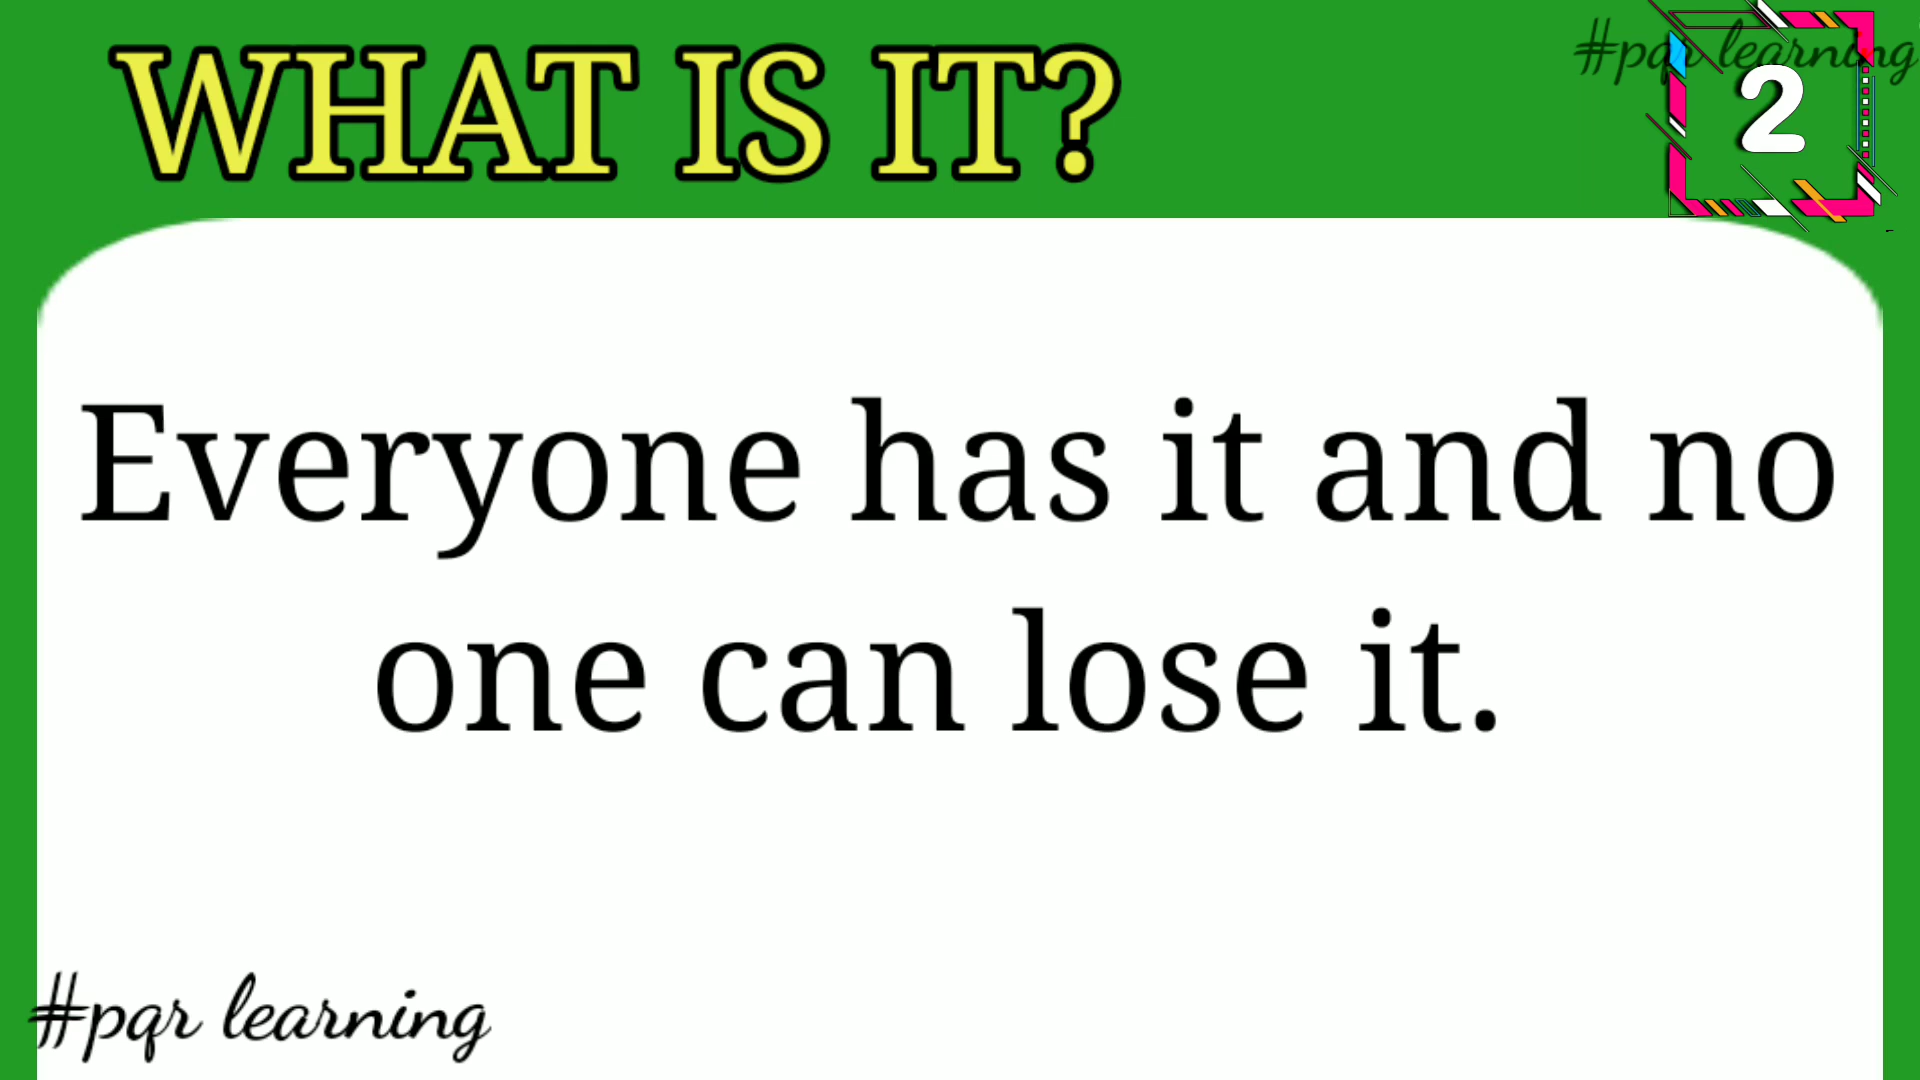 WHAT IS IT?
#pqr learning
2
Everyone has it and no
one can lose it.
#pqr learning